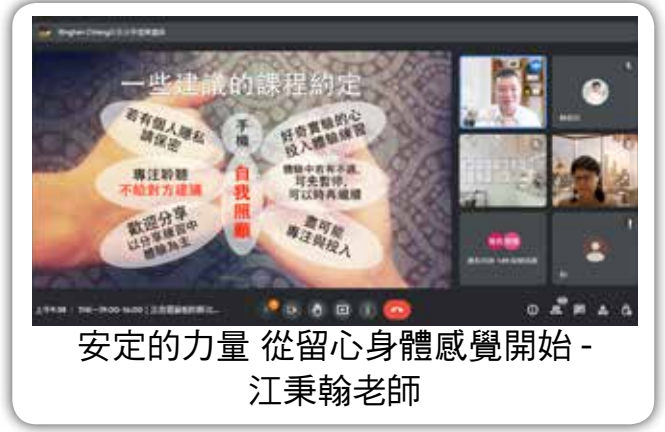 一些建議的課程約定
若有個人隱私
請保密
手機
好奇實驗的心
投入體驗練習
專注聆聽
不給對方建議
自我照顧
體驗中若有不適,
可先暫停,
可以時再繼續
歡迎分享
以分享練習中
體驗為主
盡可能
專注與投入
安定的力量 從留心身體感覺開始 -
江秉翰老師